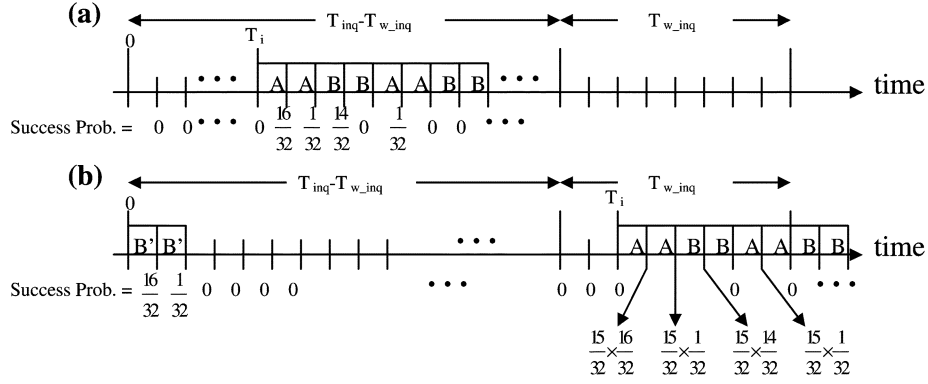 (a)
0 T_inq-T_w_inq T_w_inq
T_i
A A B B A A B B
time
Success Prob. = 0 0 ••• 0 16/32 1/32 14/32 0 1/32 0 0 •••
(b)
T_inq-T_w_inq T_w_inq
0 T_i
B' B' ••• A A B B A A B B
time
Success Prob. = 16/32 1/32 0 0 0 0 ••• 0 0 0 0 0 •••
15/32×16/32 15/32×1/32 15/32×14/32 15/32×1/32